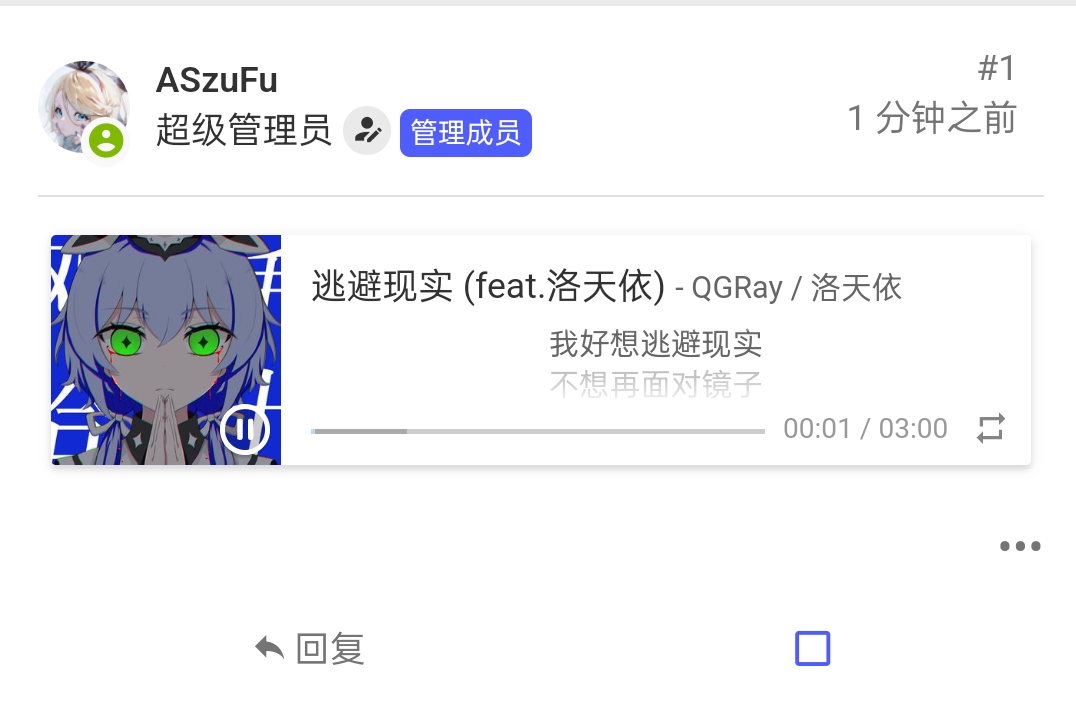 ASzuFu
超级管理员 管理成员
#1
1 分钟之前
逃避现实 (feat.洛天依) - QGRay / 洛天依
我好想逃避现实
不想再面对镜子
00:01 / 03:00
回复